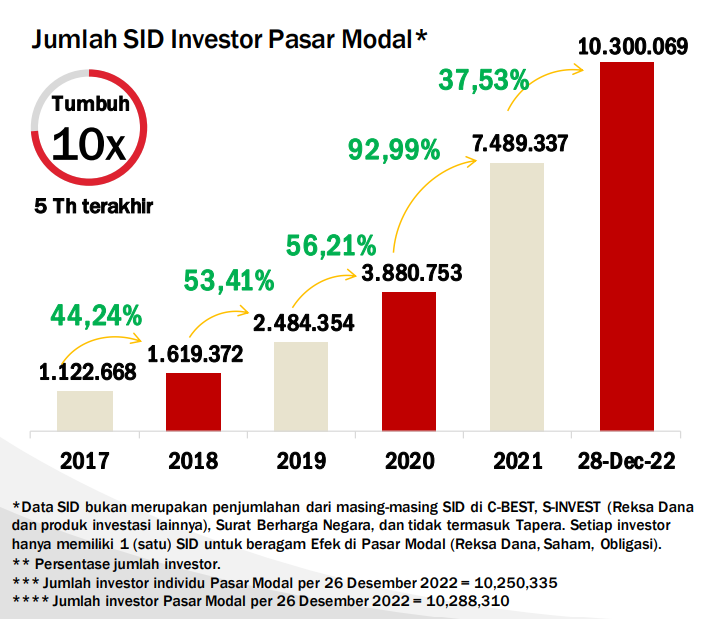 Jumlah SID Investor Pasar Modal*
10.300.069
Tumbuh
10x
5 Th terakhir
37,53%
7.489.337
92,99%
56,21%
3.880.753
53,41%
2.484.354
44,24%
1.619.372
1.122.668
2017 2018 2019 2020 2021 28-Dec-22
*Data SID bukan merupakan penjumlahan dari masing-masing SID di C-BEST, S-INVEST (Reksa Dana
dan produk investasi lainnya), Surat Berharga Negara, dan tidak termasuk Tapera. Setiap investor
hanya memiliki 1 (satu) SID untuk beragam Efek di Pasar Modal (Reksa Dana, Saham, Obligasi).
** Persentase jumlah investor.
*** Jumlah investor individu Pasar Modal per 26 Desember 2022 = 10,250,335
**** Jumlah investor Pasar Modal per 26 Desember 2022 = 10,288,310